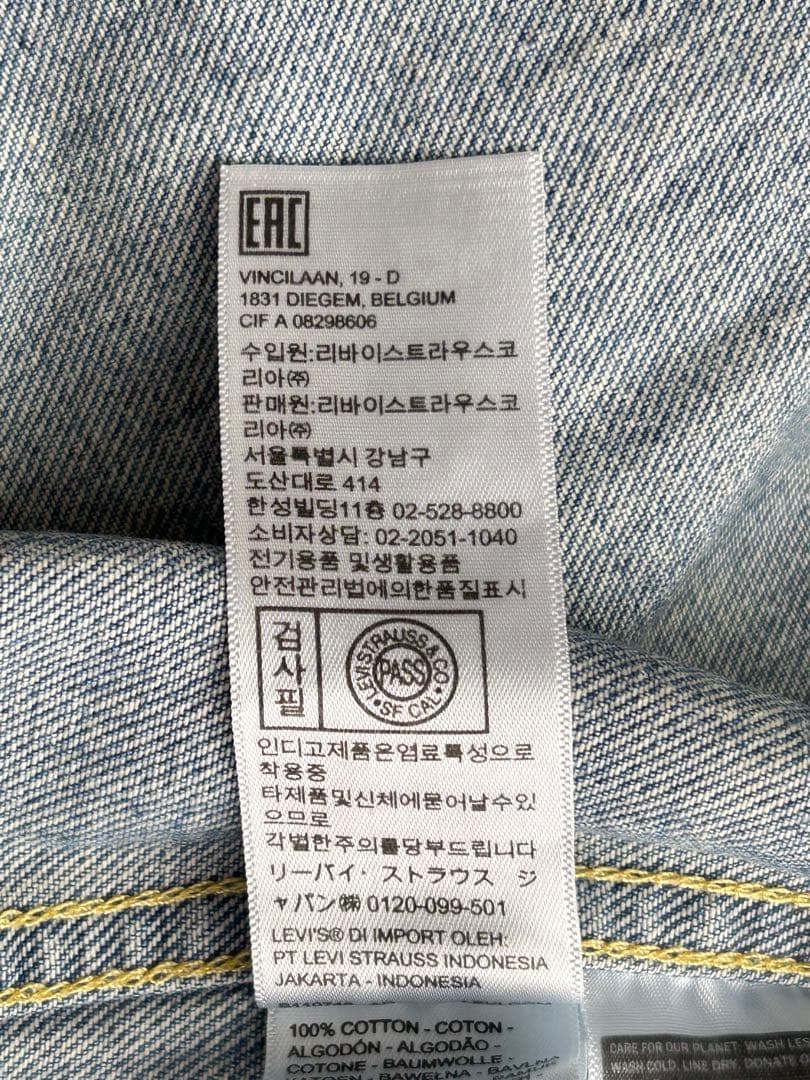 EAC
VINCILAAN, 19 - D
1831 DIEGEM, BELGIUM
CIF A 08298606
수입원:리바이스트라우스코
리아㈜
판매원:리바이스트라우스코
리아㈜
서울특별시 강남구
도산대로 414
한성빌딩11층 02-528-8800
소비자상담: 02-2051-1040
전기용품 및생활용품
안전관리법에의한품질표시
검사필
LEVI STRAUSS & CO
PASS
SF CAL
인디고제품은염료특성으로
착용중
타제품및신체에묻어날수있
으므로
각별한주의를당부드립니다
リーバイ・ストラウス ジ
ャパン㈱ 0120-099-501
LEVI'S® DI IMPORT OLEH:
PT LEVI STRAUSS INDONESIA
JAKARTA - INDONESIA
100% COTTON - COTON -
ALGODÓN - ALGODÃO -
COTONE - BAUMWOLLE -
BAWEŁNA - BAVLNA
CARE FOR OUR PLANET: WASH LES
WASH COLD, LINE DRY, DONATE